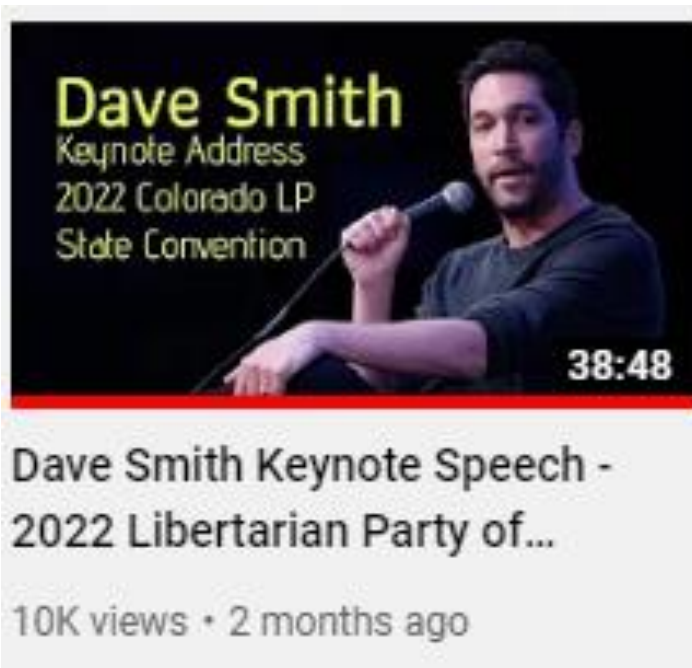 Dave Smith
Keynote Address
2022 Colorado LP
State Convention
38:48
Dave Smith Keynote Speech -
2022 Libertarian Party of...
10K views • 2 months ago